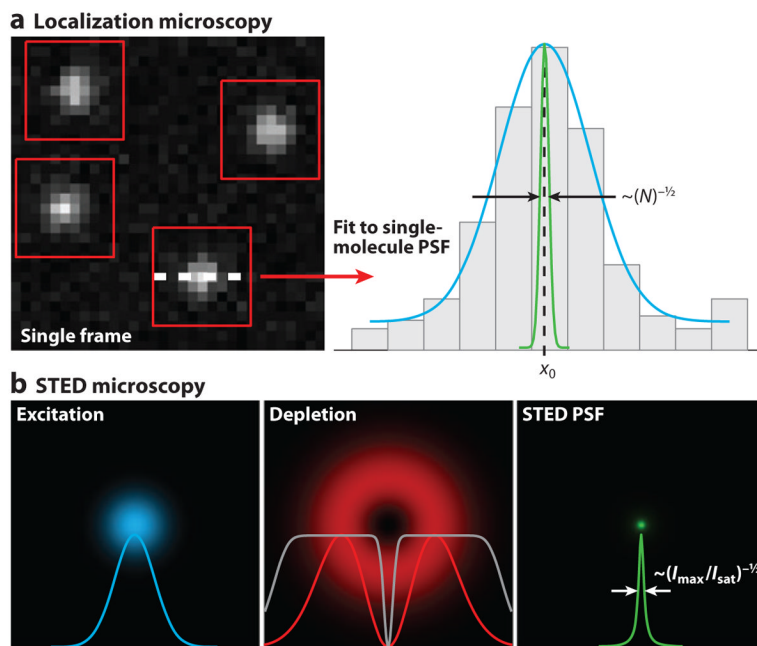 a Localization microscopy
Single frame
Fit to single-
molecule PSF
~(N)⁻½
x₀
b STED microscopy
Excitation
Depletion
STED PSF
~(Imax/Isat)⁻½